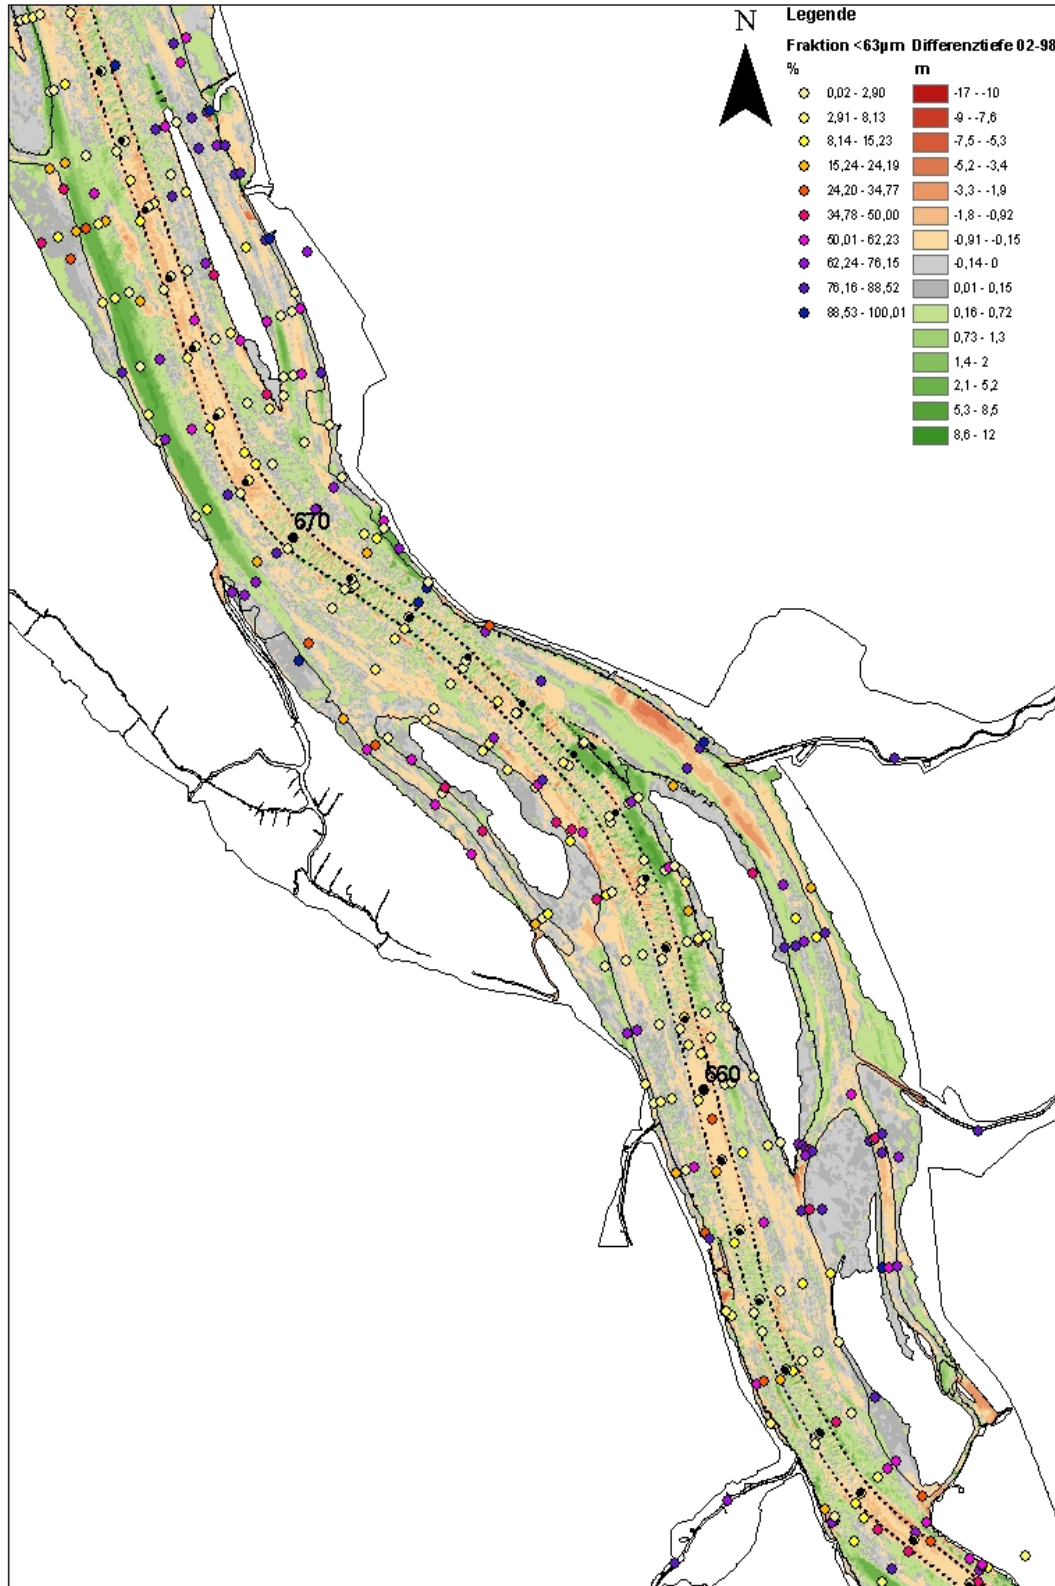 N
Legende
Fraktion <63µm Differenztiefe 02-98
% m
0,02 - 2,90 -17 - -10
2,91 - 8,13 -9 - -7,6
8,14 - 15,23 -7,5 - -5,3
15,24 - 24,19 -5,2 - -3,4
24,20 - 34,77 -3,3 - -1,9
34,78 - 50,00 -1,8 - -0,92
50,01 - 62,23 -0,91 - -0,15
62,24 - 76,15 -0,14 - 0
76,16 - 88,52 0,01 - 0,15
88,53 - 100,01 0,16 - 0,72
0,73 - 1,3
1,4 - 2
2,1 - 5,2
5,3 - 8,5
8,6 - 12
670
660